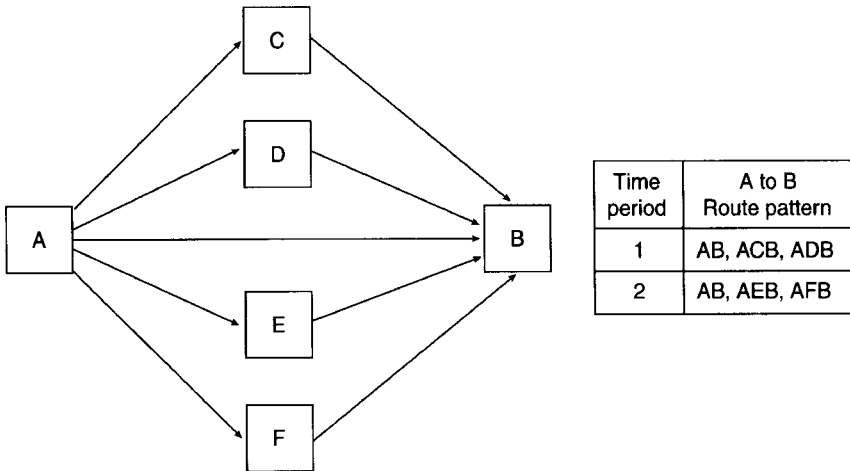 C
D
A
B
E
F
Time period
A to B Route pattern
1
AB, ACB, ADB
2
AB, AEB, AFB